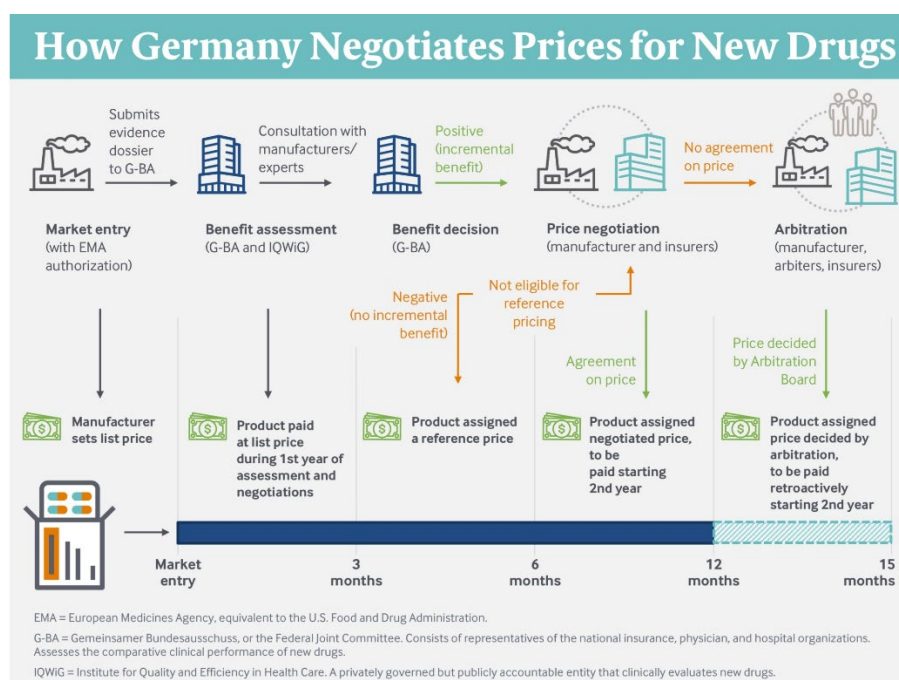 How Germany Negotiates Prices for New Drugs
Submits
evidence
dossier
to G-BA
Consultation with
manufacturers/
experts
Positive
(incremental
benefit)
No agreement
on price
Market entry
(with EMA
authorization)
Benefit assessment
(G-BA and IQWiG)
Benefit decision
(G-BA)
Price negotiation
(manufacturer and insurers)
Arbitration
(manufacturer,
arbiters, insurers)
Negative
(no incremental
benefit)
Not eligible for
reference
pricing
Agreement
on price
Price decided
by Arbitration
Board
Manufacturer
sets list price
Product paid
at list price
during 1st year of
assessment and
negotiations
Product assigned
a reference price
Product assigned
negotiated price,
to be
paid starting
2nd year
Product assigned
price decided by
arbitration,
to be paid
retroactively
starting 2nd year
Market
entry
3
months
6
months
12
months
15
months
EMA = European Medicines Agency, equivalent to the U.S. Food and Drug Administration.
G-BA = Gemeinsamer Bundesausschuss, or the Federal Joint Committee. Consists of representatives of the national insurance, physician, and hospital organizations.
Assesses the comparative clinical performance of new drugs.
IQWiG = Institute for Quality and Efficiency in Health Care. A privately governed but publicly accountable entity that clinically evaluates new drugs.